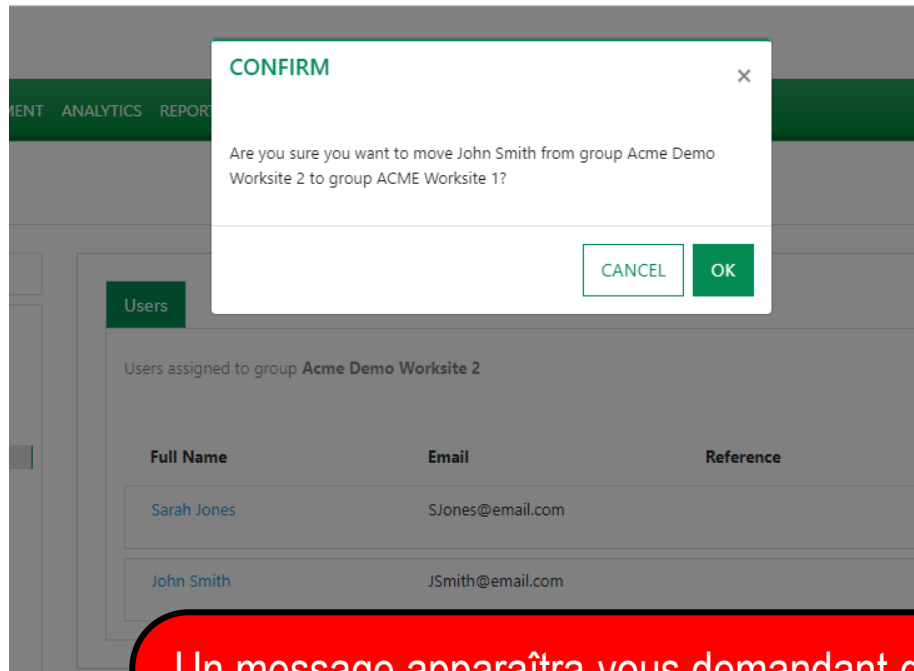 CONFIRM
×
ANALYTICS
Are you sure you want to move John Smith from group Acme Demo
Worksite 2 to group ACME Worksite 1?
CANCEL OK
Users
Users assigned to group Acme Demo Worksite 2
Full Name Email Reference
Sarah Jones SJones@email.com
John Smith JSmith@email.com
Un message apparaîtra vous demandant